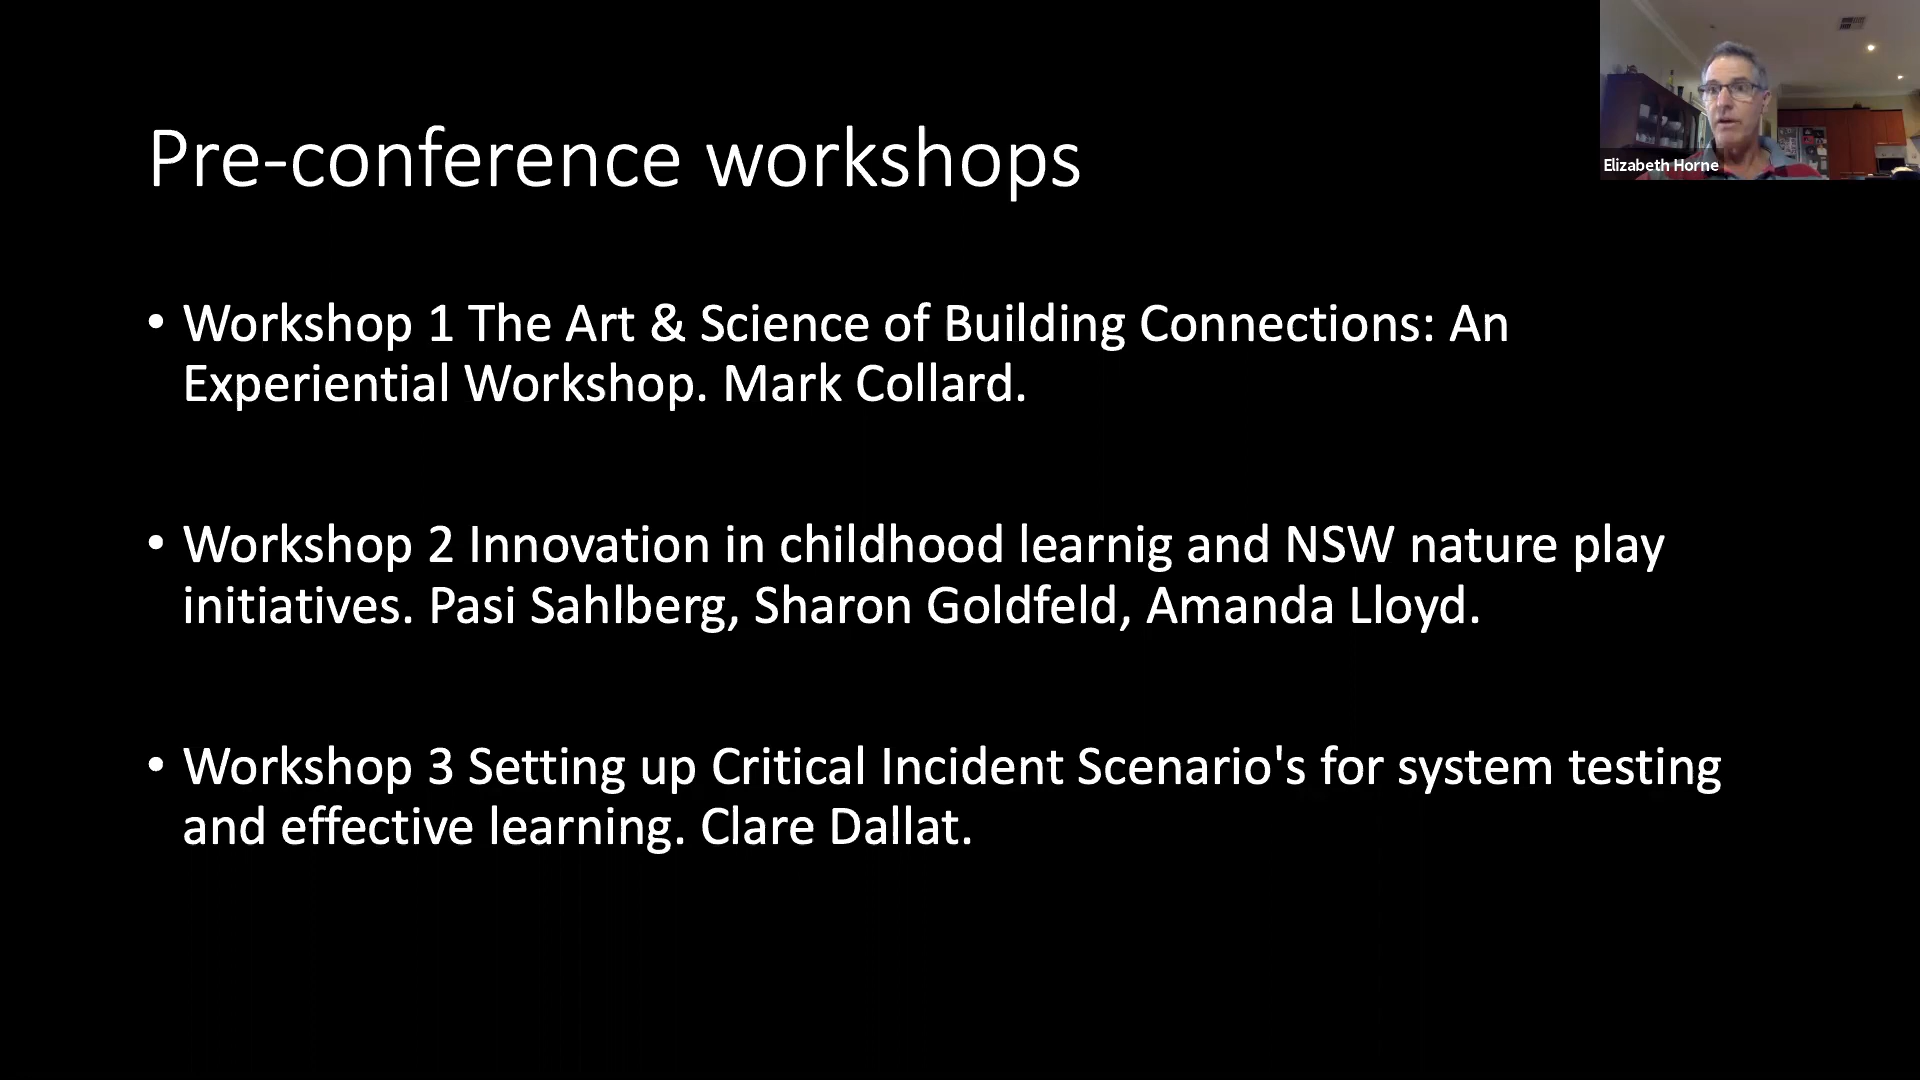 Pre-conference workshops
Elizabeth Horne
• Workshop 1 The Art & Science of Building Connections: An
Experiential Workshop. Mark Collard.
• Workshop 2 Innovation in childhood learnig and NSW nature play
initiatives. Pasi Sahlberg, Sharon Goldfeld, Amanda Lloyd.
• Workshop 3 Setting up Critical Incident Scenario's for system testing
and effective learning. Clare Dallat.